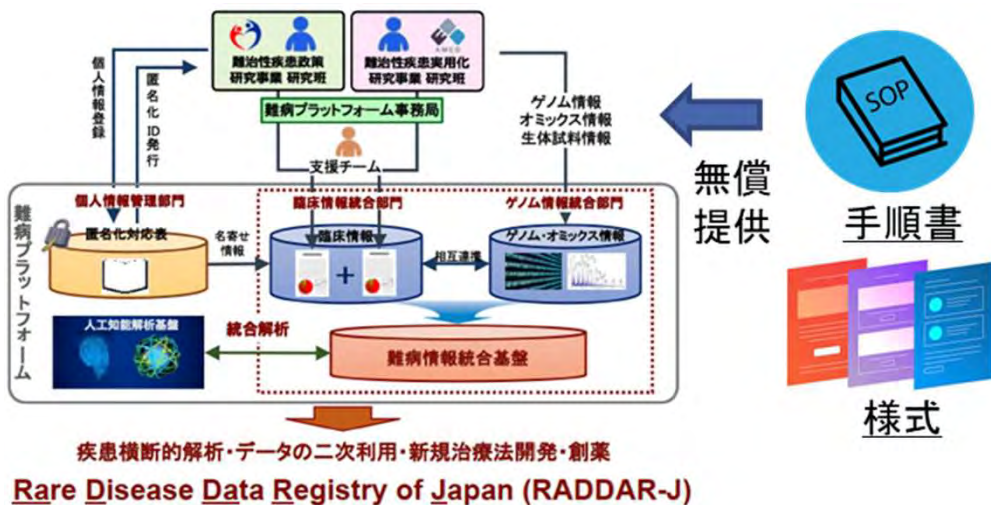 難治性疾患政策
研究事業 研究班
難治性疾患実用化
研究事業 研究班
AMED
難病プラットフォーム事務局
個人情報登録
匿名化 ID発行
支援チーム
ゲノム情報
オミックス情報
生体試料情報
無償
提供
SOP
手順書
様式
難病プラットフォーム
個人情報管理部門
匿名化対応表
名寄せ
情報
臨床情報統合部門
臨床情報
+
相互連携
ゲノム情報統合部門
ゲノム・オミックス情報
人工知能解析基盤
統合解析
難病情報統合基盤
疾患横断的解析・データの二次利用・新規治療法開発・創薬
Rare Disease Data Registry of Japan (RADDAR-J)